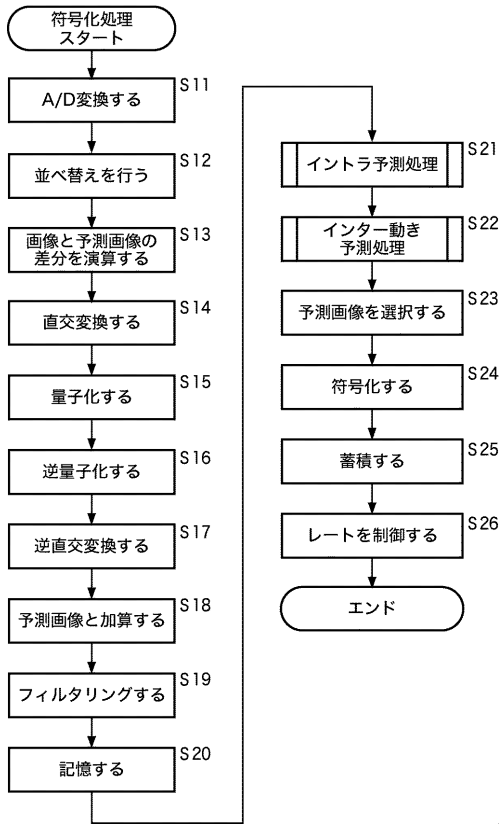 符号化処理
スタート
S11
A/D変換する
S12
並べ替えを行う
S13
画像と予測画像の
差分を演算する
S14
直交変換する
S15
量子化する
S16
逆量子化する
S17
逆直交変換する
S18
予測画像と加算する
S19
フィルタリングする
S20
記憶する
S21
イントラ予測処理
S22
インター動き
予測処理
S23
予測画像を選択する
S24
符号化する
S25
蓄積する
S26
レートを制御する
エンド